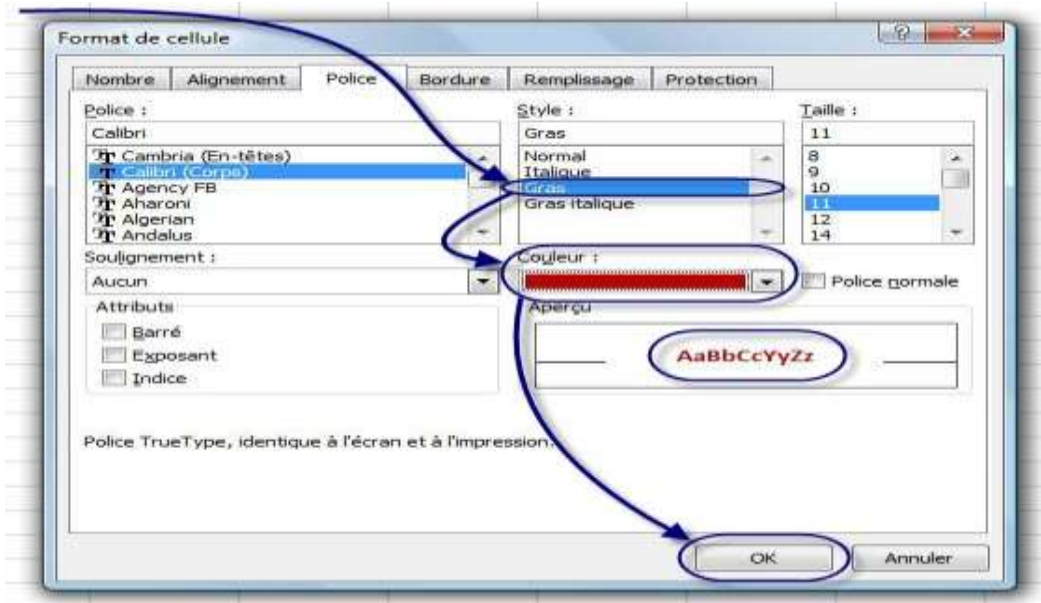 Format de cellule
Nombre Alignement Police Bordure Remplissage Protection
Police : Style : Taille :
Calibri Gras 11
Cambria (En-têtes) Normal 8
Calibri (Corps) Italique 9
Agency FB Gras 10
Aharoni Gras italique 11
Algerian 12
Andalus 14
Soulignement : Couleur :
Aucun Police normale
Attributs Aperçu
Barré
Exposant AaBbCcYyZz
Indice
Police TrueType, identique à l'écran et à l'impression.
OK Annuler